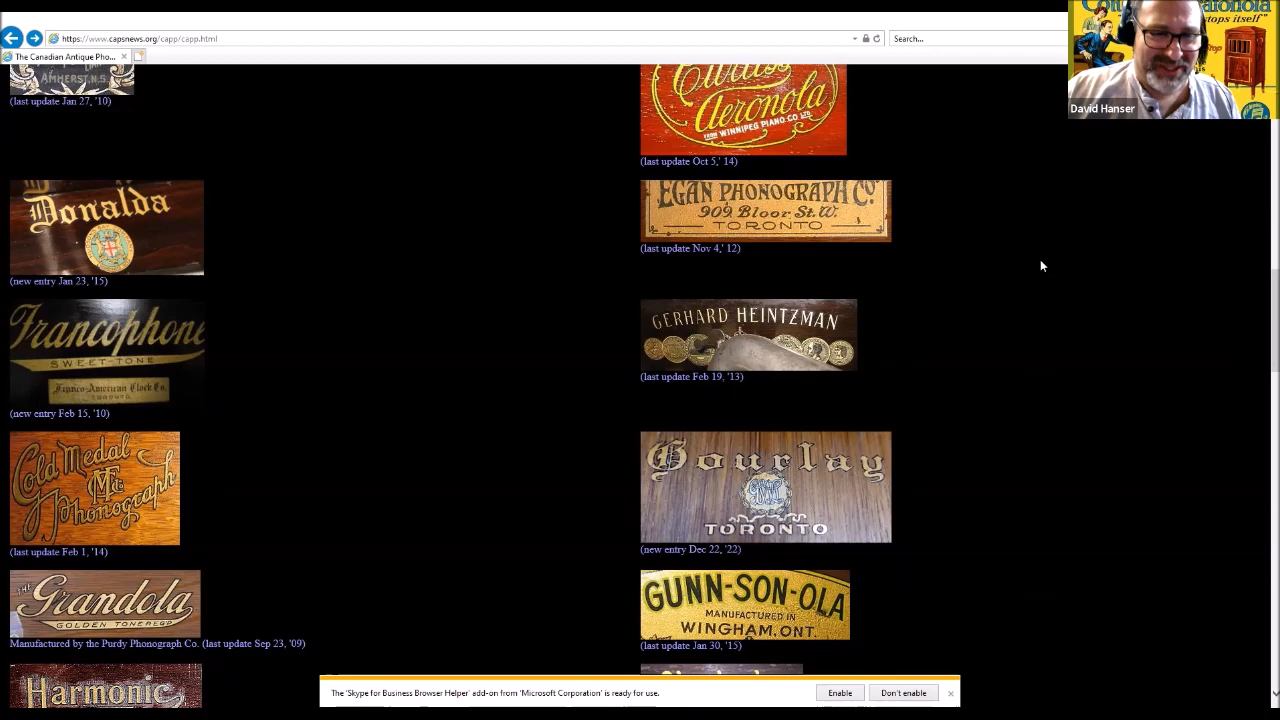 https://www.capsnews.org/capp/capp.html
Search...
The Canadian Antique Pho...
stops itself"
David Hanser
AMHERST, N.S.
(last update Jan 27, '10)
Aeronola
FROM WINNIPEG PIANO CO LTD.
(last update Oct 5,' 14)
Donalda
(new entry Jan 23, '15)
EGAN PHONOGRAPH CO.
909 Bloor St. W.
TORONTO
(last update Nov 4,' 12)
Francophone
SWEET-TONE
Franco-American Clock Co.
TORONTO
(new entry Feb 15, '10)
GERHARD HEINTZMAN
(last update Feb 19, '13)
Gold Medal
Phonograph
(last update Feb 1, '14)
Gourlay
TORONTO
(new entry Dec 22, '22)
THE Grandola
GOLDEN TONE REG'D
Manufactured by the Purdy Phonograph Co. (last update Sep 23, '09)
GUNN-SON-OLA
MANUFACTURED IN
WINGHAM, ONT.
(last update Jan 30, '15)
Harmonic
The 'Skype for Business Browser Helper' add-on from 'Microsoft Corporation' is ready for use.
Enable
Don't enable